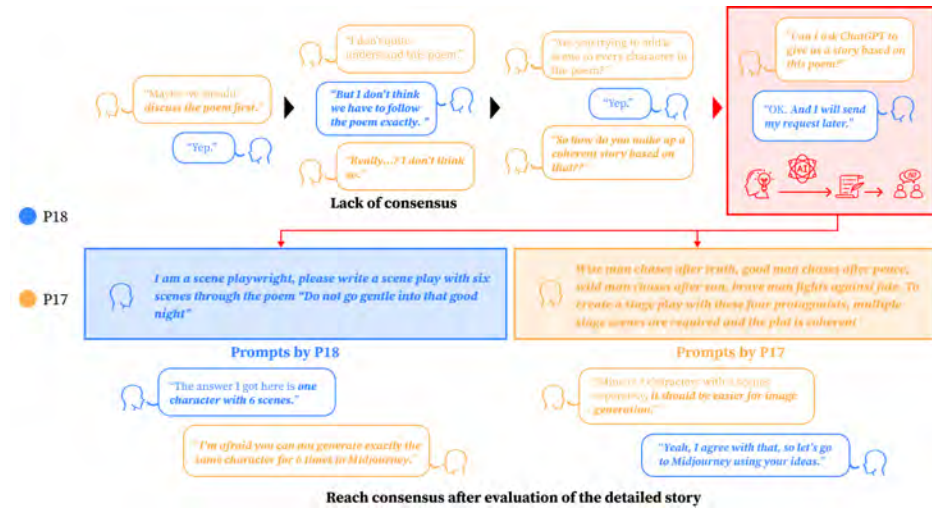 "Maybe we should
discuss the poem first."
"Yep."
"I don't quite
understand this poem."
"But I don't think
we have to follow
the poem exactly. "
"Really...? I don't think
so."
Lack of consensus
"Are you trying to write a
scene to every character in
the poem?"
"Yep."
"So how do you make up a
coherent story based on
that??"
"Can I ask ChatGPT to
give us a story based on
this poem?"
"OK. And I will send
my request later."
AI
P18
P17
I am a scene playwright, please write a scene play with six
scenes through the poem "Do not go gentle into that good
night"
Prompts by P18
Wise man chases after truth, good man chases after peace,
wild man chases after sun, brave man fights against fate. To
create a stage play with these four protagonists, multiple
stage scenes are required and the plot is coherent
Prompts by P17
"The answer I got here is one
character with 6 scenes."
"I'm afraid you can not generate exactly the
same character for 6 times in Midjourney."
characters with scenes
it should be easier for image
generation."
"Yeah, I agree with that, so let's go
to Midjourney using your ideas."
Reach consensus after evaluation of the detailed story